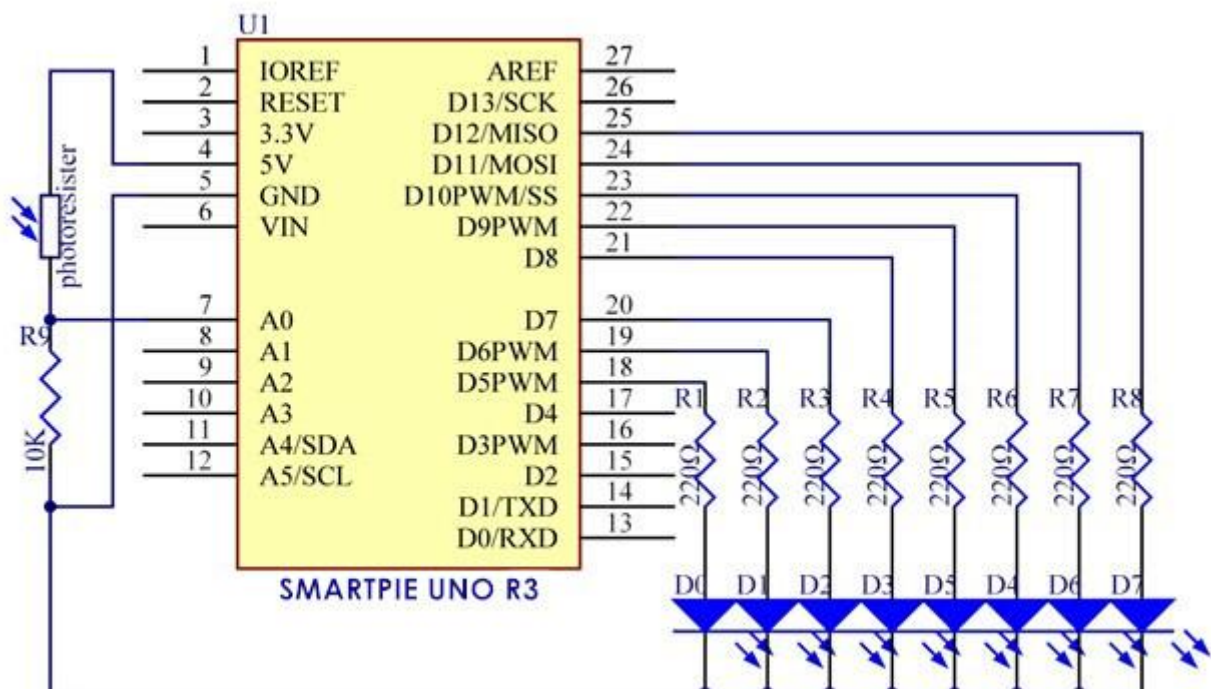 U1
1 IOREF AREF 27
2 RESET D13/SCK 26
3 3.3V D12/MISO 25
4 5V D11/MOSI 24
5 GND D10PWM/SS 23
6 VIN D9PWM 22
D8 21
photoresister
7 A0 D7 20
R9
8 A1 D6PWM 19
9 A2 D5PWM 18
10 A3 D4 17
11 A4/SDA D3PWM 16
12 A5/SCL D2 15
10K
D1/TXD 14
D0/RXD 13
SMARTPIE UNO R3
R1 R2 R3 R4 R5 R6 R7 R8
220Ω 220Ω 220Ω 220Ω 220Ω 220Ω 220Ω 220Ω
D0 D1 D2 D3 D5 D4 D6 D7